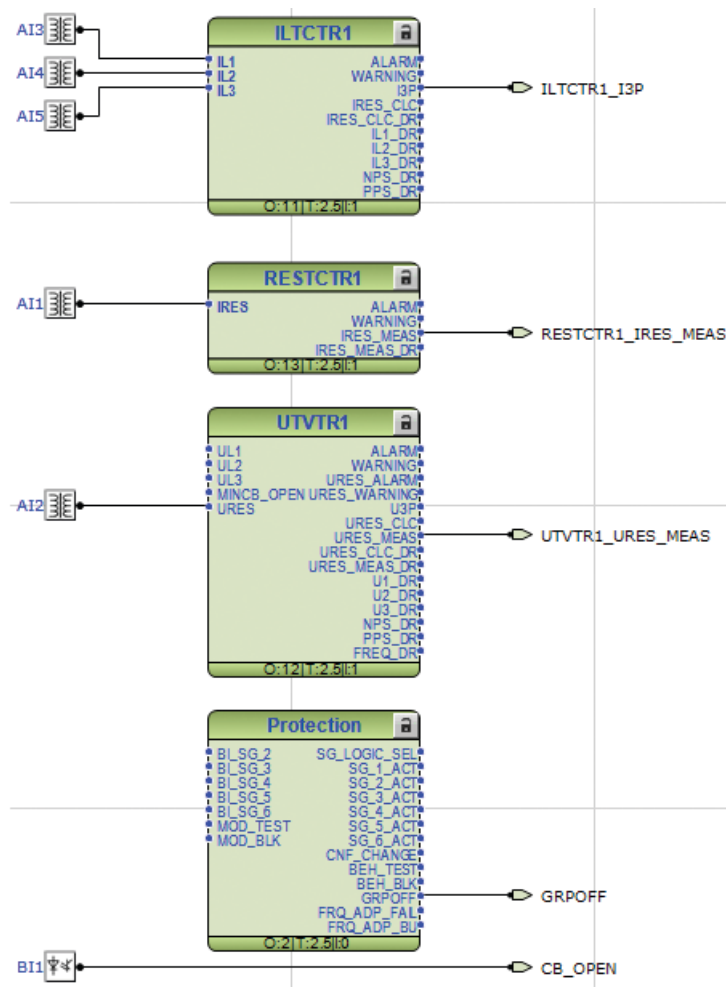 ILTCTR1
AI3
AI4
AI5
IL1
IL2
IL3
ALARM
WARNING
I3P
IRES_CLC
IRES_CLC_DR
IL1_DR
IL2_DR
IL3_DR
NPS_DR
PPS_DR
ILTCTR1_I3P
O:11|T:2.5|I:1
RESTCTR1
AI1
IRES
ALARM
WARNING
IRES_MEAS
IRES_MEAS_DR
RESTCTR1_IRES_MEAS
O:13|T:2.5|I:1
UTVTR1
AI2
UL1
UL2
UL3
MINCB_OPEN
URES
ALARM
WARNING
URES_ALARM
URES_WARNING
U3P
URES_CLC
URES_MEAS
URES_CLC_DR
URES_MEAS_DR
U1_DR
U2_DR
U3_DR
NPS_DR
PPS_DR
FREQ_DR
UTVTR1_URES_MEAS
O:12|T:2.5|I:1
Protection
BI_SG_2
BI_SG_3
BI_SG_4
BI_SG_5
BI_SG_6
MOD_TEST
MOD_BLK
SG_LOGIC_SEL
SG_1_ACT
SG_2_ACT
SG_3_ACT
SG_4_ACT
SG_5_ACT
SG_6_ACT
CNF_CHANGE
BEH_TEST
BEH_BLK
GRPOFF
FRQ_ADP_FAIL
FRQ_ADP_BU
GRPOFF
O:2|T:2.5|I:0
BI1
CB_OPEN